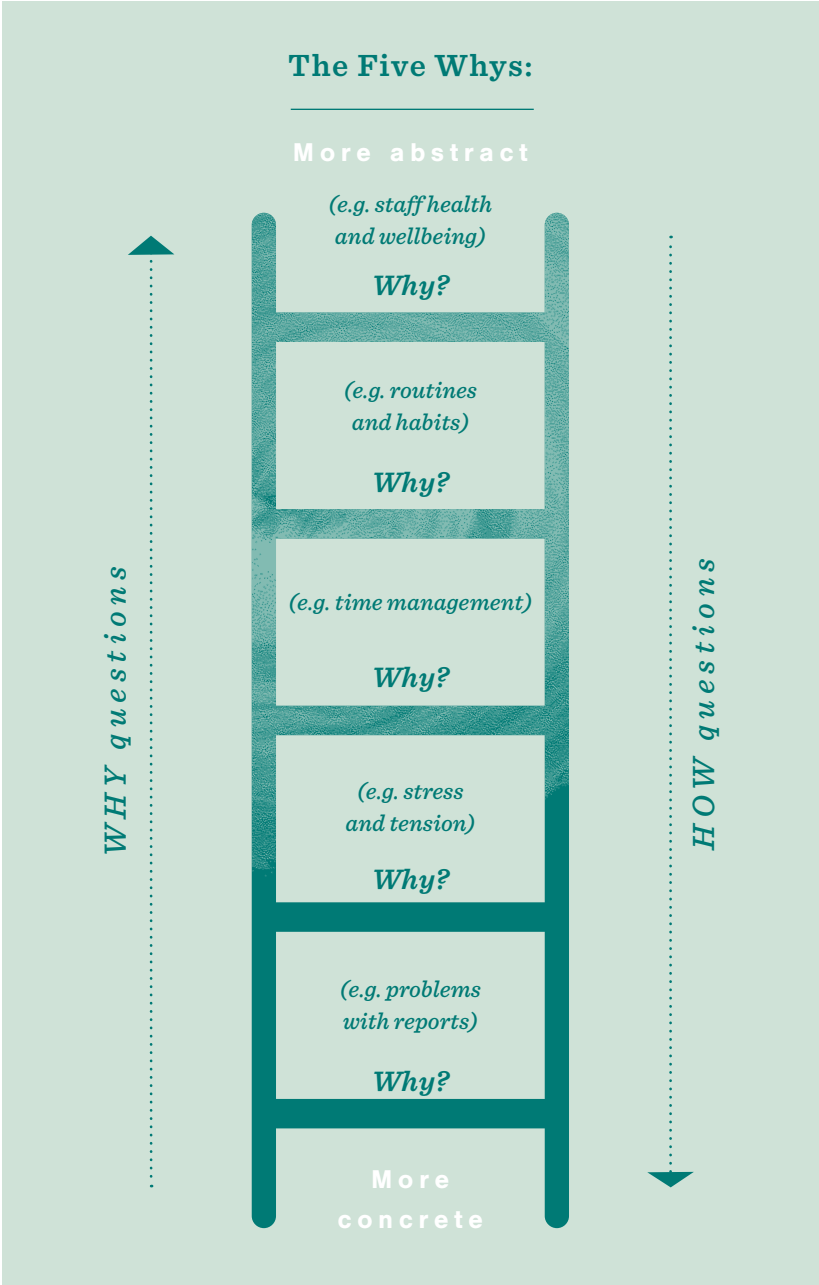 The Five Whys:
More abstract
(e.g. staff health
and wellbeing)
Why?
(e.g. routines
and habits)
Why?
(e.g. time management)
Why?
(e.g. stress
and tension)
Why?
(e.g. problems
with reports)
Why?
More
concrete
WHY questions
HOW questions